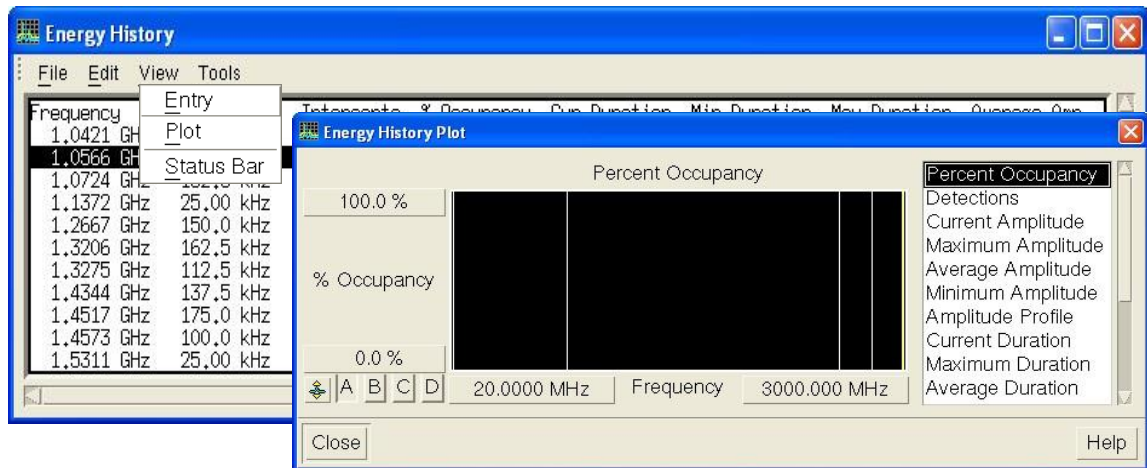 Energy History
File Edit View Tools
Entry
Plot
Status Bar
Frequency
1.0421 GHz
1.0566 GH
1.0724 GHz
1.1372 GHz 25.00 kHz
1.2667 GHz 150.0 kHz
1.3206 GHz 162.5 kHz
1.3275 GHz 112.5 kHz
1.4344 GHz 137.5 kHz
1.4517 GHz 175.0 kHz
1.4573 GHz 100.0 kHz
1.5311 GHz 25.00 kHz
Energy History Plot
Percent Occupancy
100.0 %
% Occupancy
0.0 %
A B C D
20.0000 MHz Frequency 3000.000 MHz
Percent Occupancy
Detections
Current Amplitude
Maximum Amplitude
Average Amplitude
Minimum Amplitude
Amplitude Profile
Current Duration
Maximum Duration
Average Duration
Close Help